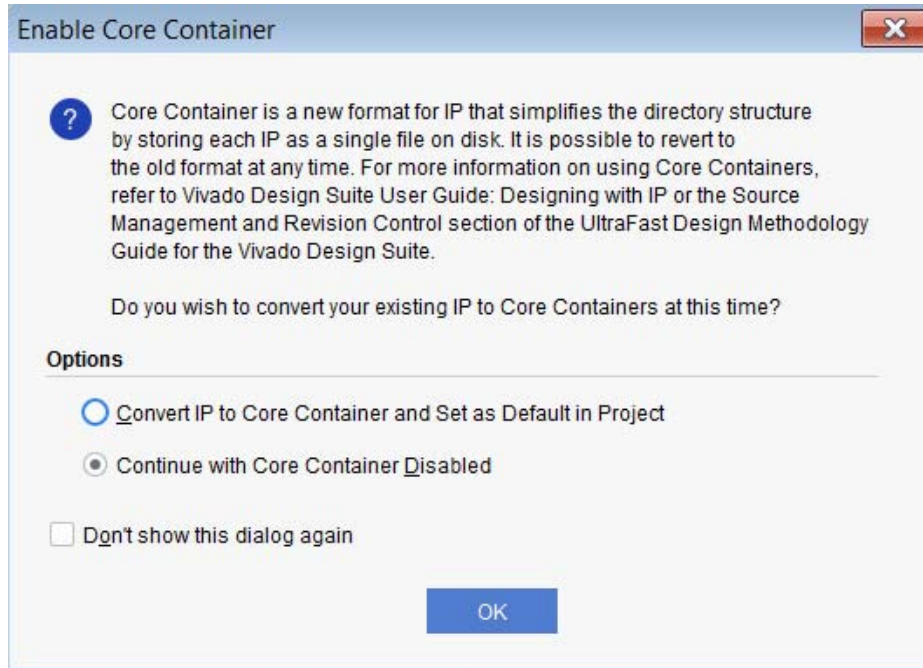 Enable Core Container
?
Core Container is a new format for IP that simplifies the directory structure
by storing each IP as a single file on disk. It is possible to revert to
the old format at any time. For more information on using Core Containers,
refer to Vivado Design Suite User Guide: Designing with IP or the Source
Management and Revision Control section of the UltraFast Design Methodology
Guide for the Vivado Design Suite.
Do you wish to convert your existing IP to Core Containers at this time?
Options
Convert IP to Core Container and Set as Default in Project
Continue with Core Container Disabled
Don't show this dialog again
OK